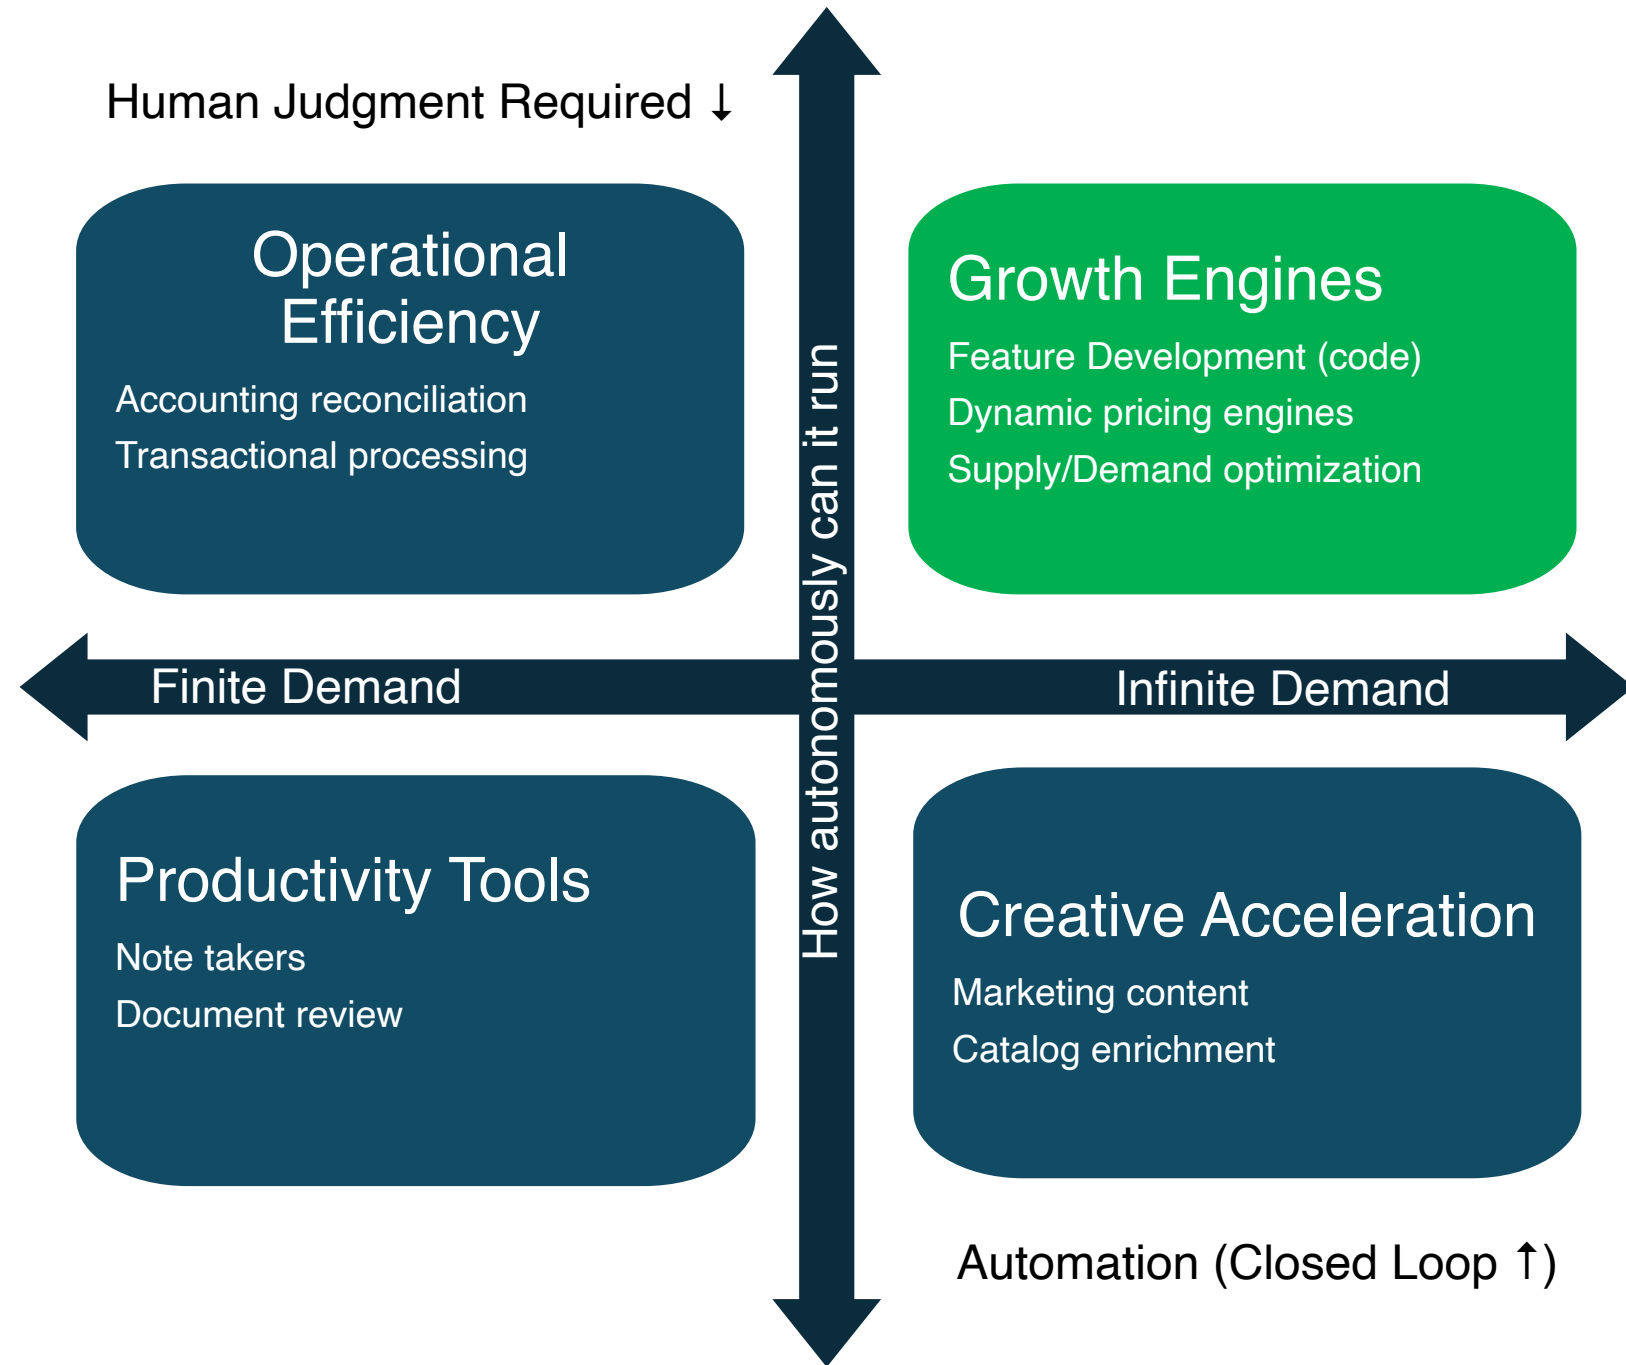 Human Judgment Required ↓
Operational
Efficiency
Accounting reconciliation
Transactional processing
Growth Engines
Feature Development (code)
Dynamic pricing engines
Supply/Demand optimization
How autonomously can it run
Finite Demand
Infinite Demand
Productivity Tools
Note takers
Document review
Creative Acceleration
Marketing content
Catalog enrichment
Automation (Closed Loop ↑)